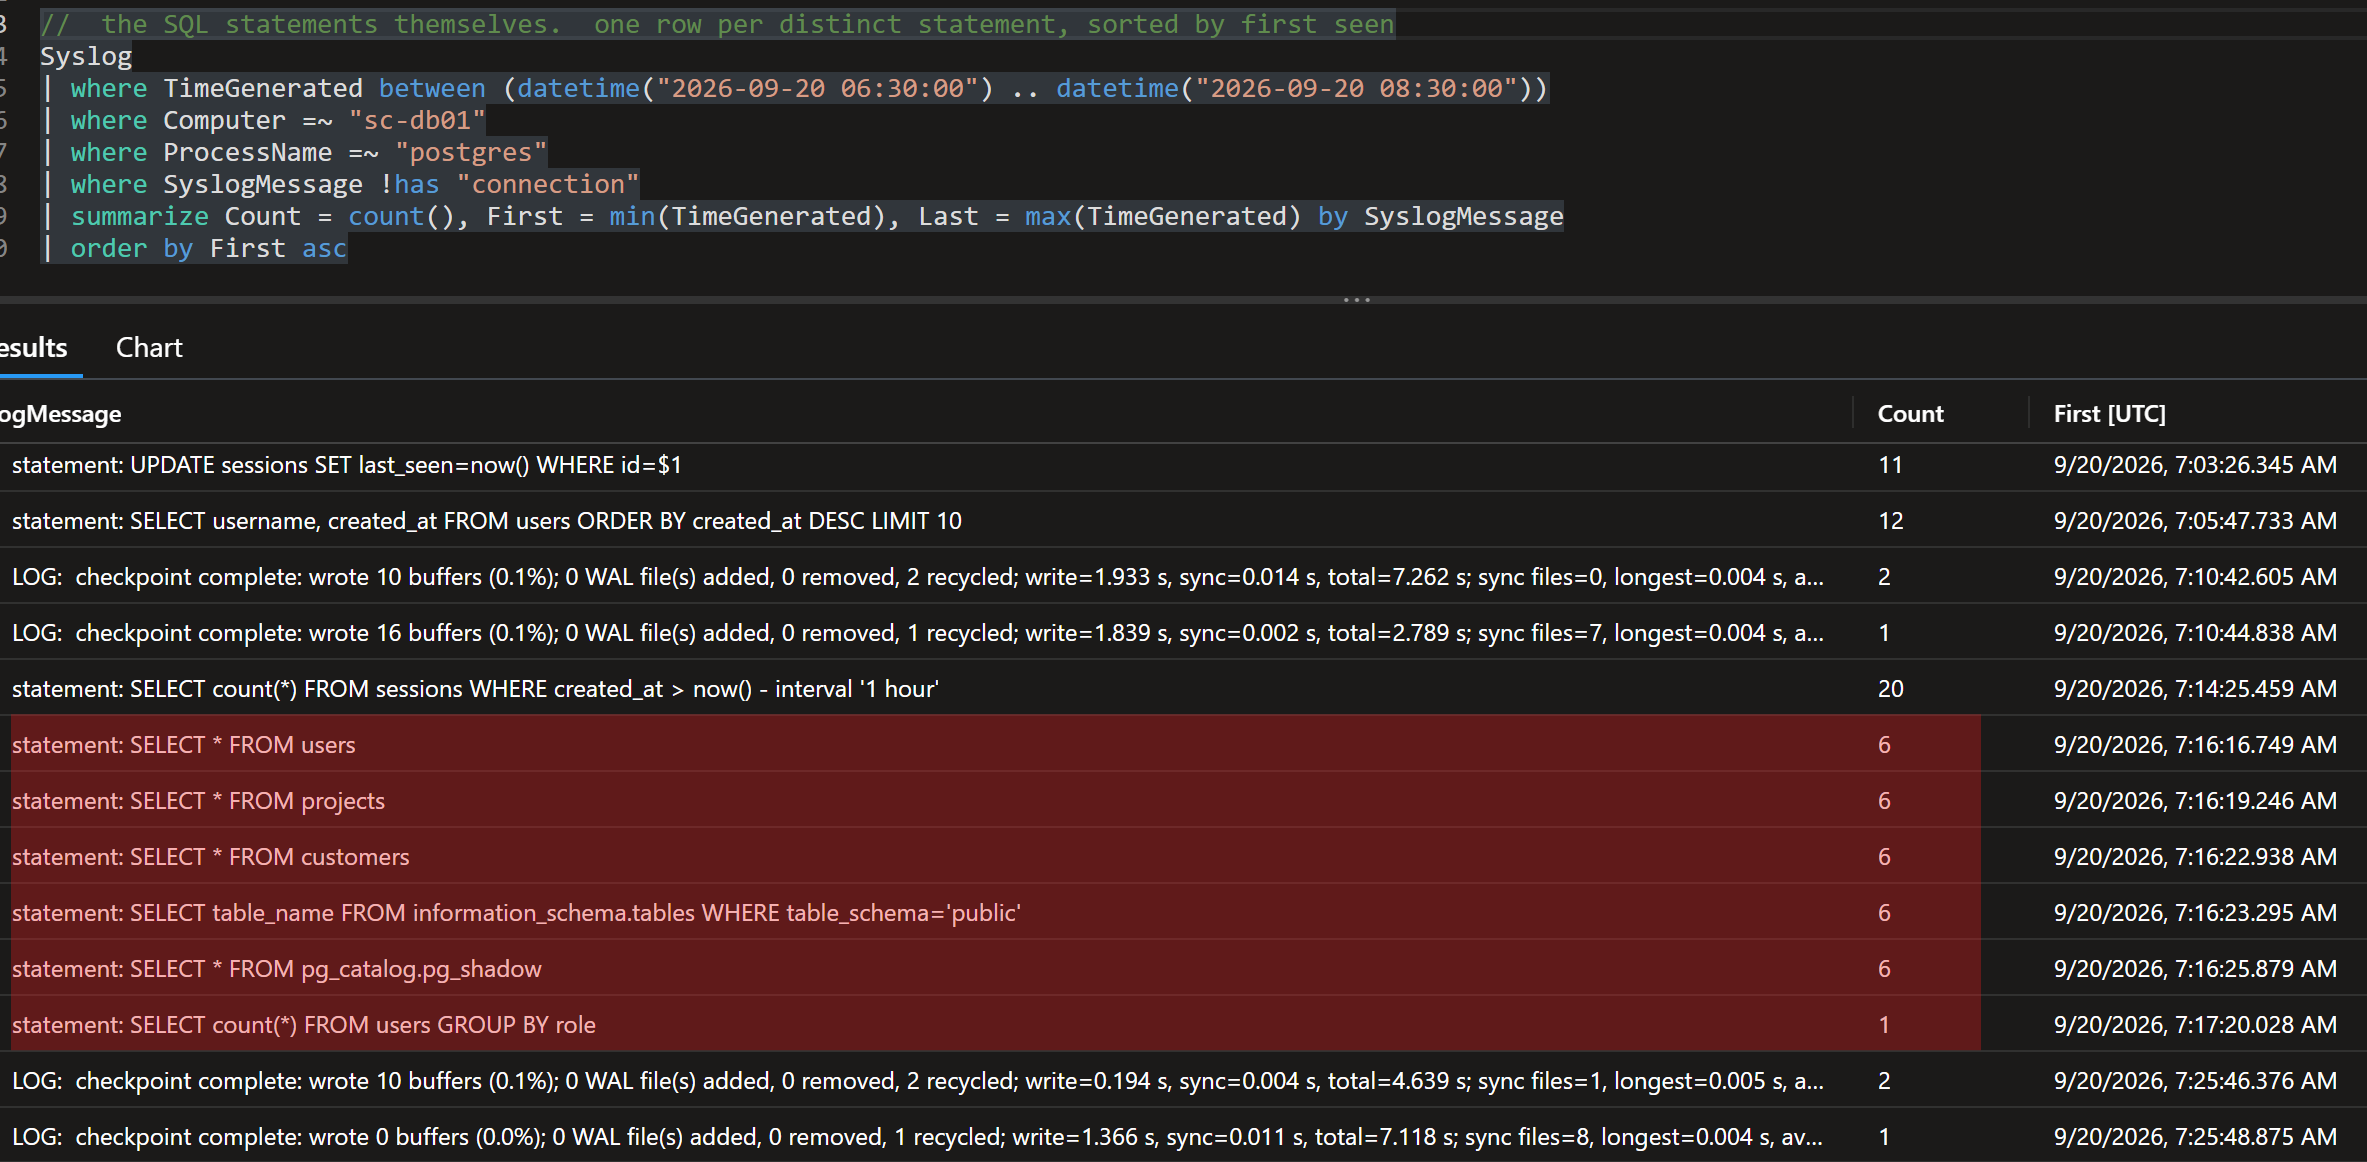 //  the SQL statements themselves.  one row per distinct statement, sorted by first seen
Syslog
| where TimeGenerated between (datetime("2026-09-20 06:30:00") .. datetime("2026-09-20 08:30:00"))
| where Computer =~ "sc-db01"
| where ProcessName =~ "postgres"
| where SyslogMessage !has "connection"
| summarize Count = count(), First = min(TimeGenerated), Last = max(TimeGenerated) by SyslogMessage
| order by First asc
esults Chart
ogMessage Count First [UTC]
statement: UPDATE sessions SET last_seen=now() WHERE id=$1 11 9/20/2026, 7:03:26.345 AM
statement: SELECT username, created_at FROM users ORDER BY created_at DESC LIMIT 10 12 9/20/2026, 7:05:47.733 AM
LOG:  checkpoint complete: wrote 10 buffers (0.1%); 0 WAL file(s) added, 0 removed, 2 recycled; write=1.933 s, sync=0.014 s, total=7.262 s; sync files=0, longest=0.004 s, a... 2 9/20/2026, 7:10:42.605 AM
LOG:  checkpoint complete: wrote 16 buffers (0.1%); 0 WAL file(s) added, 0 removed, 1 recycled; write=1.839 s, sync=0.002 s, total=2.789 s; sync files=7, longest=0.004 s, a... 1 9/20/2026, 7:10:44.838 AM
statement: SELECT count(*) FROM sessions WHERE created_at > now() - interval '1 hour' 20 9/20/2026, 7:14:25.459 AM
statement: SELECT * FROM users 6 9/20/2026, 7:16:16.749 AM
statement: SELECT * FROM projects 6 9/20/2026, 7:16:19.246 AM
statement: SELECT * FROM customers 6 9/20/2026, 7:16:22.938 AM
statement: SELECT table_name FROM information_schema.tables WHERE table_schema='public' 6 9/20/2026, 7:16:23.295 AM
statement: SELECT * FROM pg_catalog.pg_shadow 6 9/20/2026, 7:16:25.879 AM
statement: SELECT count(*) FROM users GROUP BY role 1 9/20/2026, 7:17:20.028 AM
LOG:  checkpoint complete: wrote 10 buffers (0.1%); 0 WAL file(s) added, 0 removed, 2 recycled; write=0.194 s, sync=0.004 s, total=4.639 s; sync files=1, longest=0.005 s, a... 2 9/20/2026, 7:25:46.376 AM
LOG:  checkpoint complete: wrote 0 buffers (0.0%); 0 WAL file(s) added, 0 removed, 1 recycled; write=1.366 s, sync=0.011 s, total=7.118 s; sync files=8, longest=0.004 s, av... 1 9/20/2026, 7:25:48.875 AM